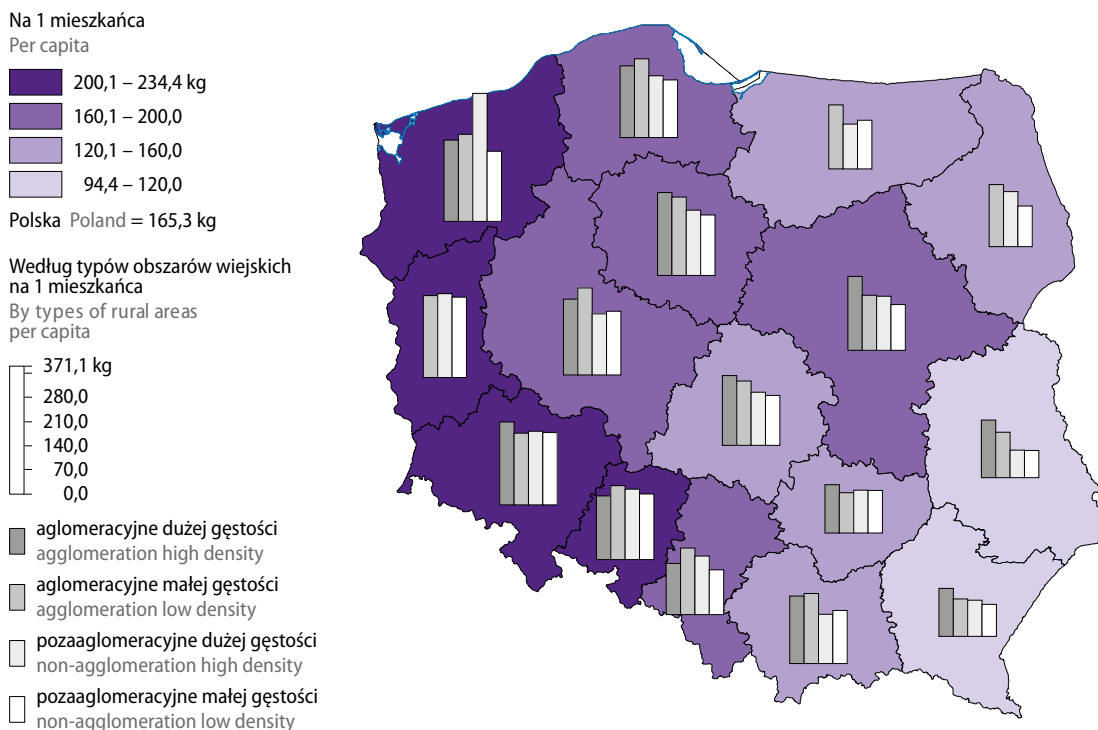 Na 1 mieszkańca
Per capita
200,1 – 234,4 kg
160,1 – 200,0
120,1 – 160,0
94,4 – 120,0
Polska Poland = 165,3 kg
Według typów obszarów wiejskich
na 1 mieszkańca
By types of rural areas
per capita
371,1 kg
280,0
210,0
140,0
70,0
0,0
aglomeracyjne dużej gęstości
agglomeration high density
aglomeracyjne małej gęstości
agglomeration low density
pozaaglomeracyjne dużej gęstości
non-agglomeration high density
pozaaglomeracyjne małej gęstości
non-agglomeration low density